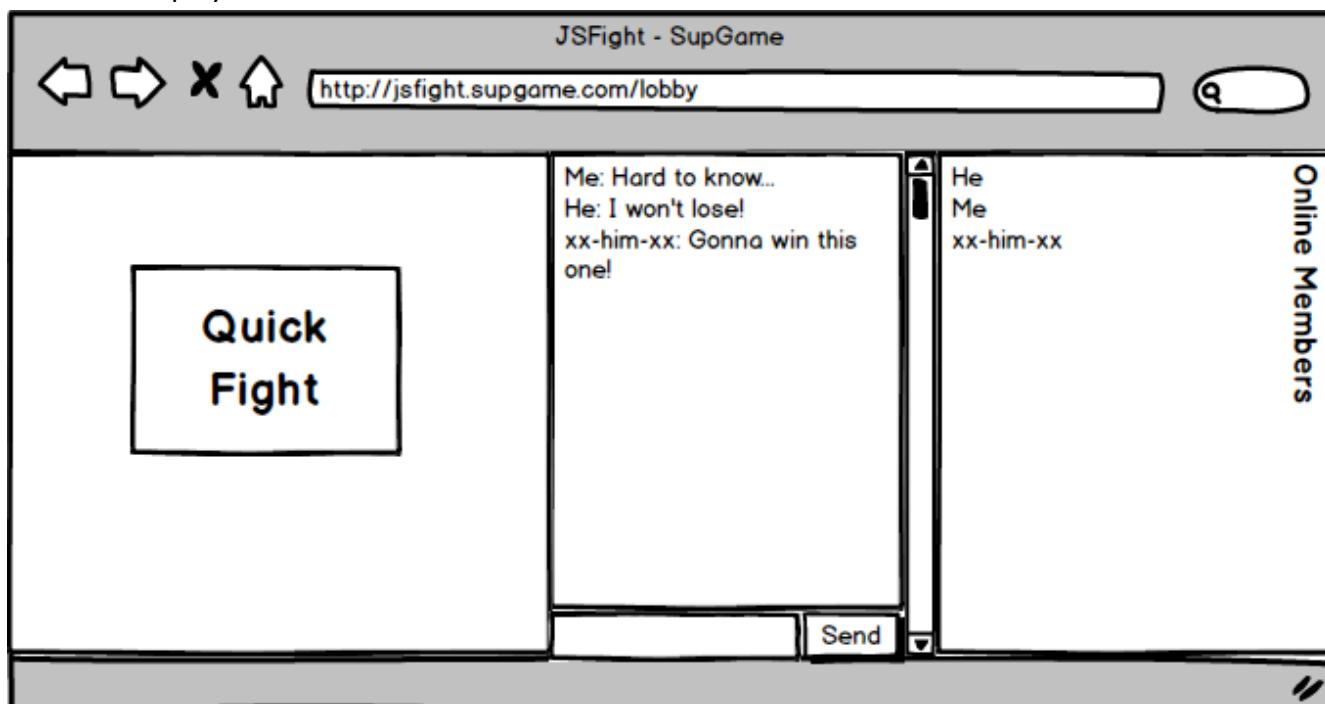 JSFight - SupGame
http://jsfight.supgame.com/lobby
Quick
Fight
Me: Hard to know...
He: I won't lose!
xx-him-xx: Gonna win this
one!
Send
He
Me
xx-him-xx
Online Members